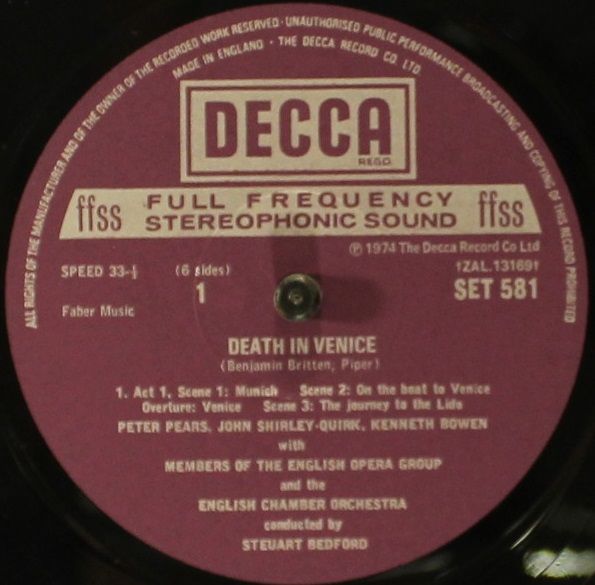 ALL RIGHTS OF THE MANUFACTURER AND OF THE OWNER OF THE RECORDED WORK RESERVED · UNAUTHORISED PUBLIC PERFORMANCE BROADCASTING AND COPYING OF THIS RECORD PROHIBITED
MADE IN ENGLAND · THE DECCA RECORD CO. LTD.
DECCA
REGD.
ffss FULL FREQUENCY ffss
STEREOPHONIC SOUND
℗ 1974 The Decca Record Co Ltd
SPEED 33-⅓ (6 sides) †ZAL.13169†
1 SET 581
Faber Music
DEATH IN VENICE
(Benjamin Britten; Piper)
1. Act 1, Scene 1: Munich Scene 2: On the boat to Venice
Overture: Venice Scene 3: The journey to the Lido
PETER PEARS, JOHN SHIRLEY-QUIRK, KENNETH BOWEN
with
MEMBERS OF THE ENGLISH OPERA GROUP
and the
ENGLISH CHAMBER ORCHESTRA
conducted by
STEUART BEDFORD